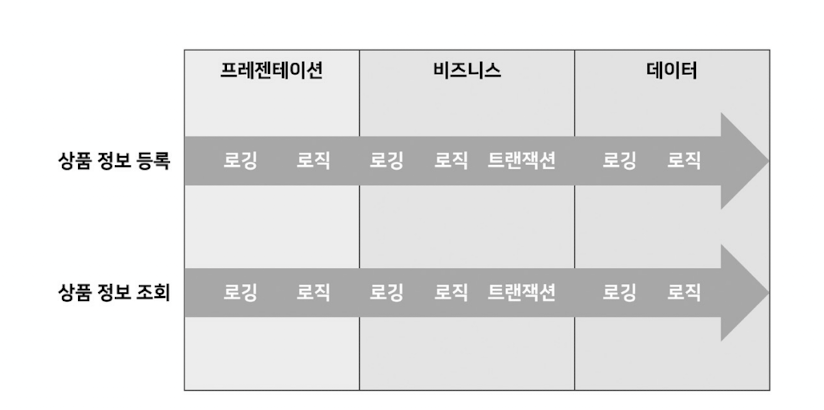 프레젠테이션 비즈니스 데이터
상품 정보 등록 로깅 로직 로깅 로직 트랜잭션 로깅 로직
상품 정보 조회 로깅 로직 로깅 로직 트랜잭션 로깅 로직